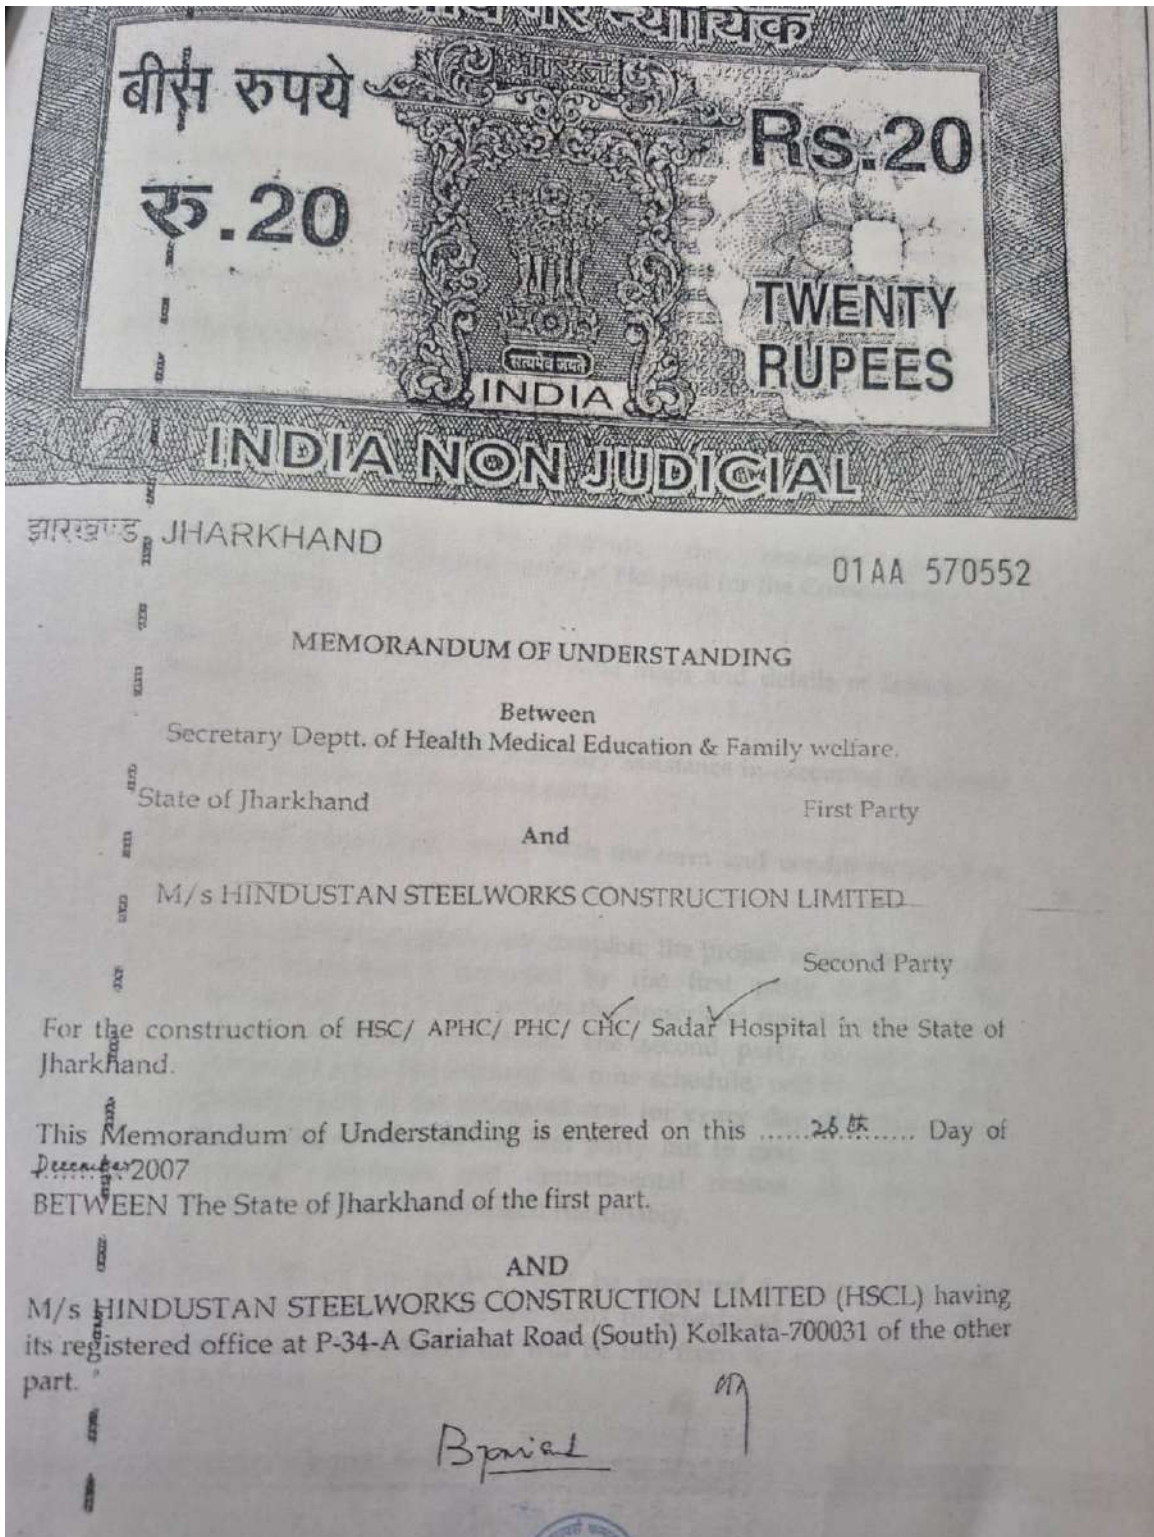 भारतीय गैर न्यायिक
बीस रुपये
भारत
Rs.20
रु.20
TWENTY
RUPEES
सत्यमेव जयते
INDIA
INDIA NON JUDICIAL
झारखण्ड JHARKHAND
01AA 570552
MEMORANDUM OF UNDERSTANDING
Between
Secretary Deptt. of Health Medical Education & Family welfare.
State of Jharkhand First Party
And
M/s HINDUSTAN STEELWORKS CONSTRUCTION LIMITED
Second Party
For the construction of HSC/ APHC/ PHC/ CHC/ Sadar Hospital in the State of
Jharkhand.
This Memorandum of Understanding is entered on this ......26th...... Day of
December 2007
BETWEEN The State of Jharkhand of the first part.
AND
M/s HINDUSTAN STEELWORKS CONSTRUCTION LIMITED (HSCL) having
its registered office at P-34-A Gariahat Road (South) Kolkata-700031 of the other
part.